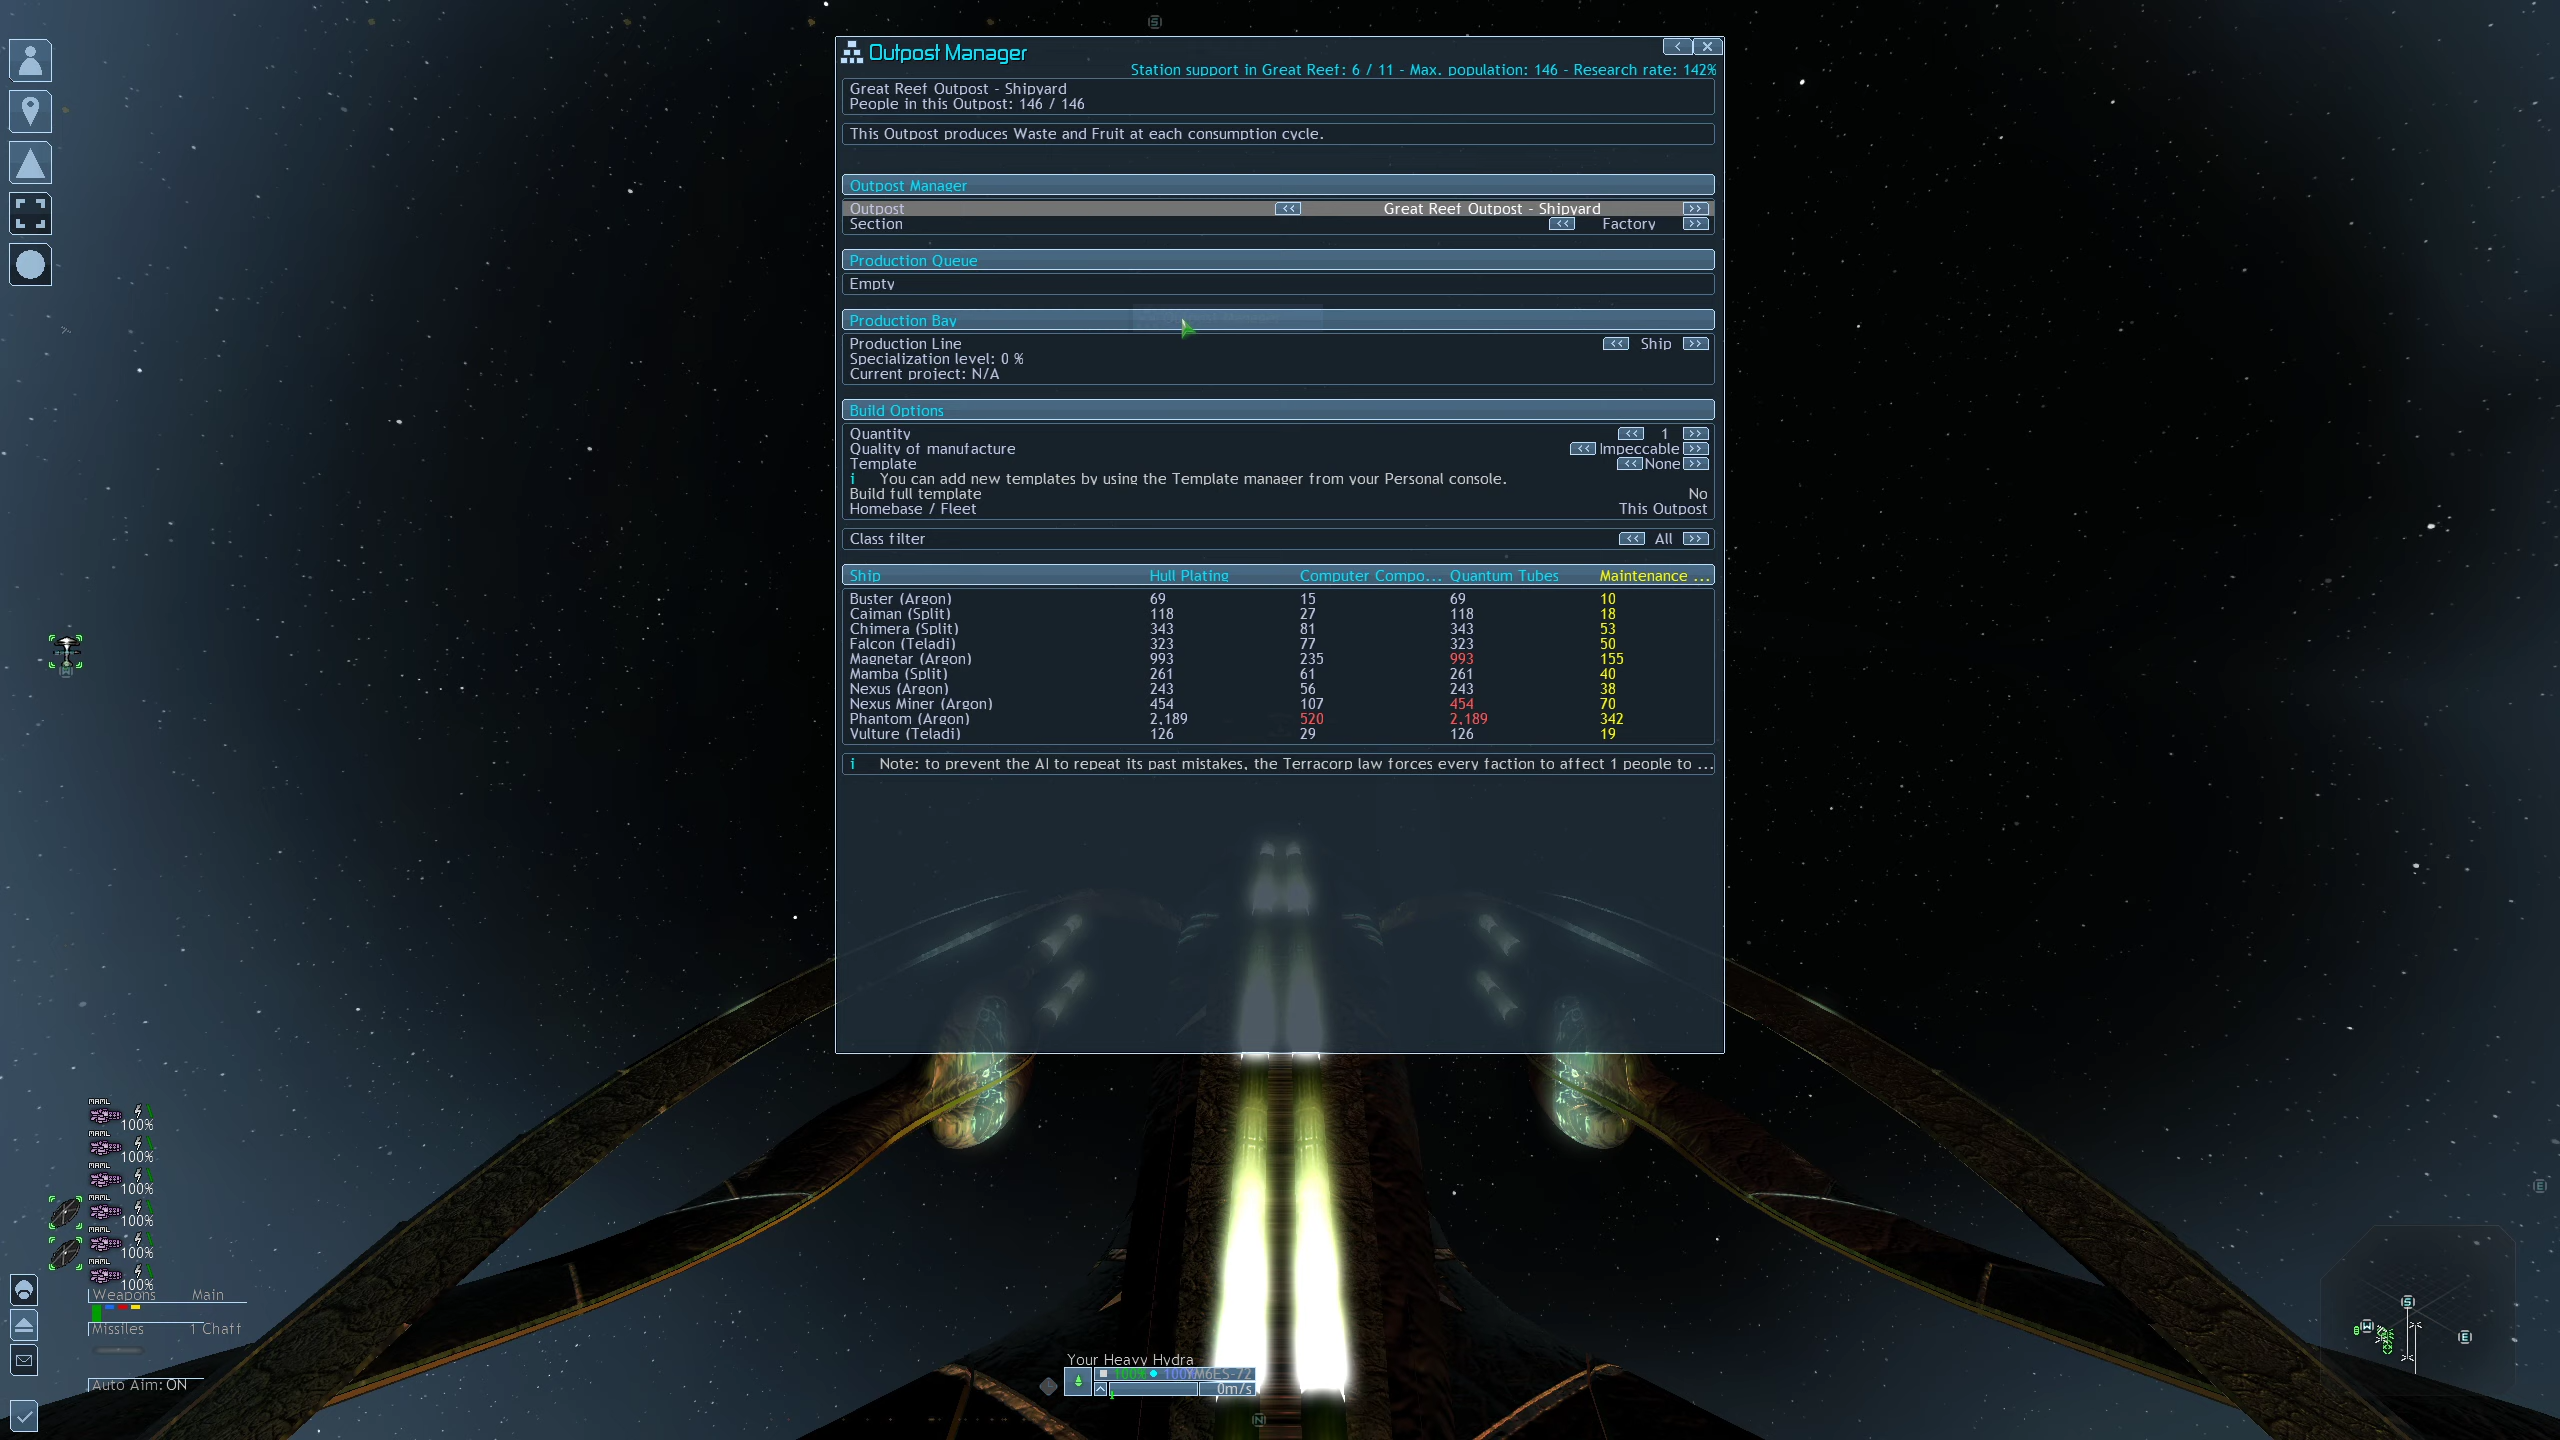 Outpost Manager
Station support in Great Reef: 6 / 11 - Max. population: 146 - Research rate: 142%
Great Reef Outpost - Shipyard
People in this Outpost: 146 / 146
This Outpost produces Waste and Fruit at each consumption cycle.
Outpost Manager
Outpost << Great Reef Outpost - Shipyard >>
Section << Factory >>
Production Queue
Empty
Production Bay
Production Line << Ship >>
Specialization level: 0 %
Current project: N/A
Build Options
Quantity << 1 >>
Quality of manufacture << Impeccable >>
Template << None >>
i You can add new templates by using the Template manager from your Personal console.
Build full template No
Homebase / Fleet This Outpost
Class filter << All >>
Ship Hull Plating Computer Compo... Quantum Tubes Maintenance ...
Buster (Argon) 69 15 69 10
Caiman (Split) 118 27 118 18
Chimera (Split) 343 81 343 53
Falcon (Teladi) 323 77 323 50
Magnetar (Argon) 993 235 993 155
Mamba (Split) 261 61 261 40
Nexus (Argon) 243 56 243 38
Nexus Miner (Argon) 454 107 454 70
Phantom (Argon) 2,189 520 2,189 342
Vulture (Teladi) 126 29 126 19
i Note: to prevent the AI to repeat its past mistakes, the Terracorp law forces every faction to affect 1 people to ...
MAML
100%
MAML
100%
MAML
100%
MAML
100%
MAML
100%
MAML
100%
Weapons Main
Missiles 1 Chaff
Auto Aim: ON
Your Heavy Hydra
100% 100% M6ES-72
0m/s
S
W
E
N
S
W
E